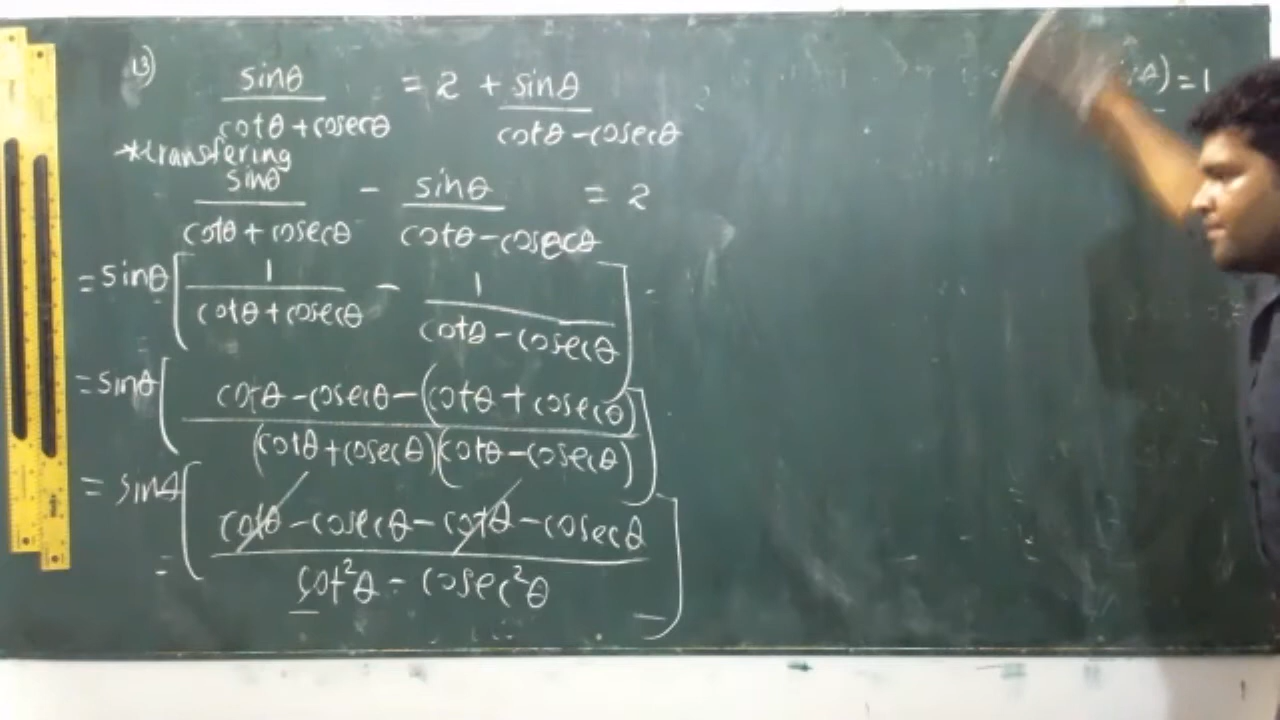 13) sinθ/(cotθ+cosecθ) = 2 + sinθ/(cotθ-cosecθ)
*transfering
sinθ/(cotθ+cosecθ) - sinθ/(cotθ-cosecθ) = 2
=sinθ[1/(cotθ+cosecθ) - 1/(cotθ-cosecθ)]
=sinθ[(cotθ-cosecθ-(cotθ+cosecθ))/((cotθ+cosecθ)(cotθ-cosecθ))]
= sinθ[(cotθ-cosecθ-cotθ-cosecθ)/(cot²θ-cosec²θ)]
θ)=1